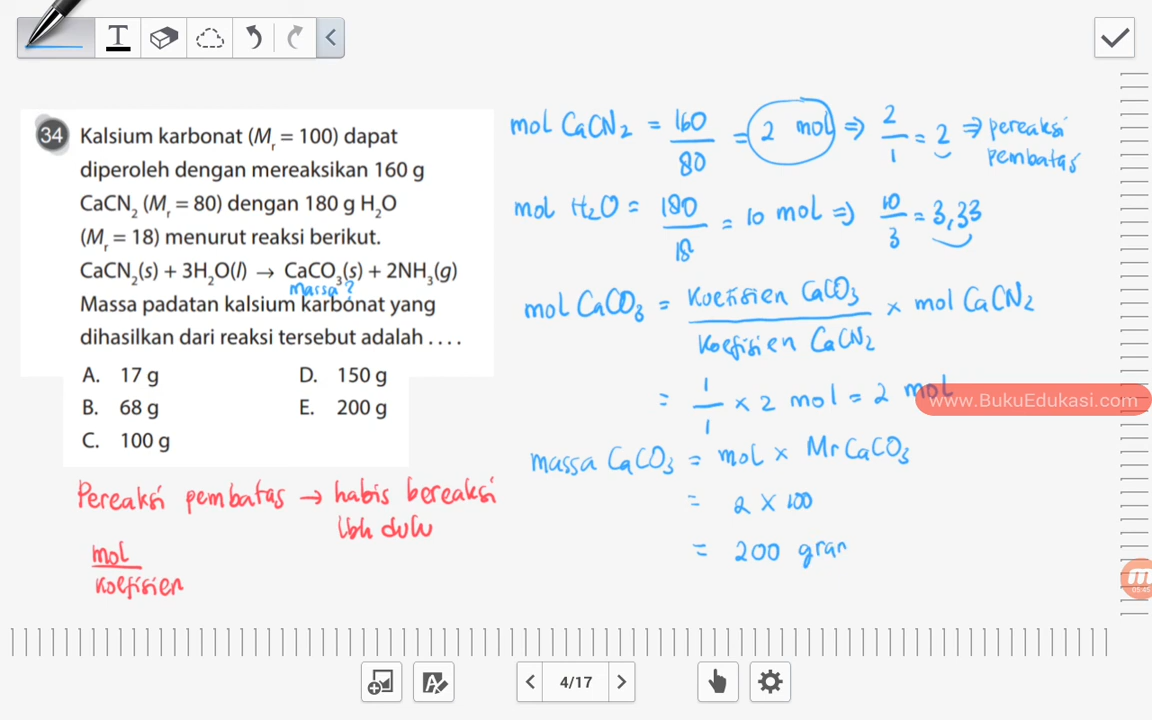 T
34 Kalsium karbonat (Mr = 100) dapat
diperoleh dengan mereaksikan 160 g
CaCN₂ (Mr = 80) dengan 180 g H₂O
(Mr = 18) menurut reaksi berikut.
CaCN₂(s) + 3H₂O(l) → CaCO₃(s) + 2NH₃(g)
massa?
Massa padatan kalsium karbonat yang
dihasilkan dari reaksi tersebut adalah . . . .
A. 17 g D. 150 g
B. 68 g E. 200 g
C. 100 g
Pereaksi pembatas → habis bereaksi
lbh dulu
mol
koefisien
mol CaCN₂ = 160/80 = 2 mol ⇒ 2/1 = 2 ⇒ pereaksi
pembatas
mol H₂O = 180/18 = 10 mol ⇒ 10/3 = 3,33
mol CaCO₃ = koefisien CaCO₃ / koefisien CaCN₂ × mol CaCN₂
= 1/1 × 2 mol = 2 mol
www.BukuEdukasi.com
massa CaCO₃ = mol × Mr CaCO₃
= 2 × 100
= 200 gram
05:45
4/17